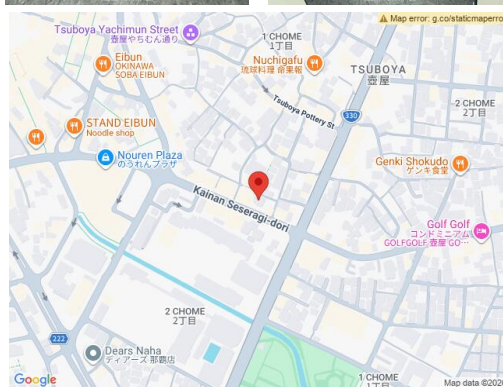 Map error: g.co/staticmaperro
Tsuboya Yachimun Street
壺屋やちむん通り
1 CHOME
1丁目
Eibun
OKINAWA
SOBA EIBUN
Nuchigafu
琉球料理 命果報
TSUBOYA
壺屋
Tsuboya Pottery St
330
2 CHOME
2丁目
STAND EIBUN
Noodle shop
Nouren Plaza
のうれんプラザ
Genki Shokudo
ゲンキ食堂
Kainan Seseragi-dori
Golf Golf
コンドミニアム
GOLFGOLF 壺屋 GO...
2 CHOME
2丁目
222
Dears Naha
ディアーズ 那覇店
1 CHOME
1丁目
Google
Map data ©202